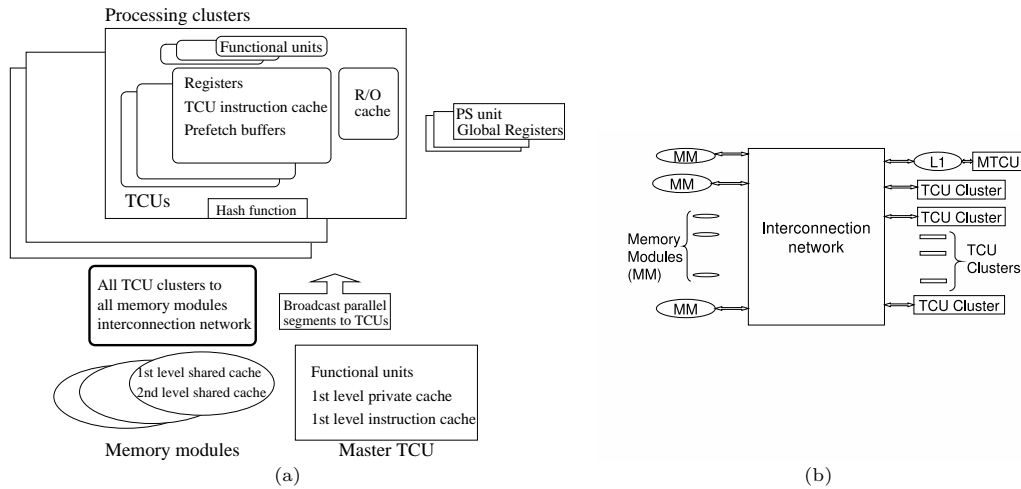 Processing clusters
Functional units
Registers
TCU instruction cache
Prefetch buffers
R/O
cache
TCUs
Hash function
PS unit
Global Registers
All TCU clusters to
all memory modules
interconnection network
Broadcast parallel
segments to TCUs
1st level shared cache
2nd level shared cache
Memory modules
Functional units
1st level private cache
1st level instruction cache
Master TCU
(a)
MM
MM
Memory
Modules
(MM)
MM
Interconnection
network
L1
MTCU
TCU Cluster
TCU Cluster
TCU
Clusters
TCU Cluster
(b)